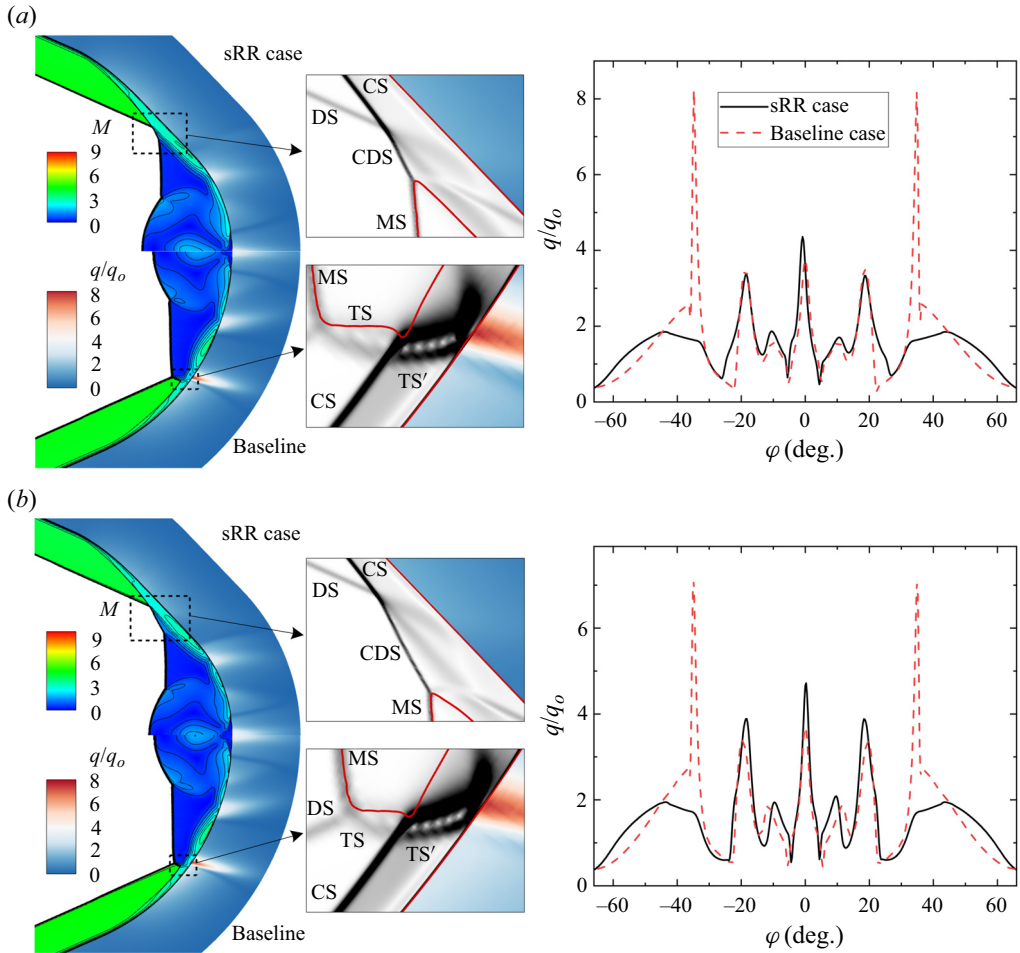 (a)
sRR case
M
9
6
3
0
q/qo
8
6
4
2
0
Baseline
CS
DS
CDS
MS
MS
TS
TS′
CS
sRR case
Baseline case
8
6
4
2
0
q/qo
−60
−40
−20
0
20
40
60
φ (deg.)
(b)
sRR case
M
9
6
3
0
q/qo
8
6
4
2
0
Baseline
CS
DS
CDS
MS
MS
DS
TS
TS′
CS
8
6
4
2
0
q/qo
−60
−40
−20
0
20
40
60
φ (deg.)